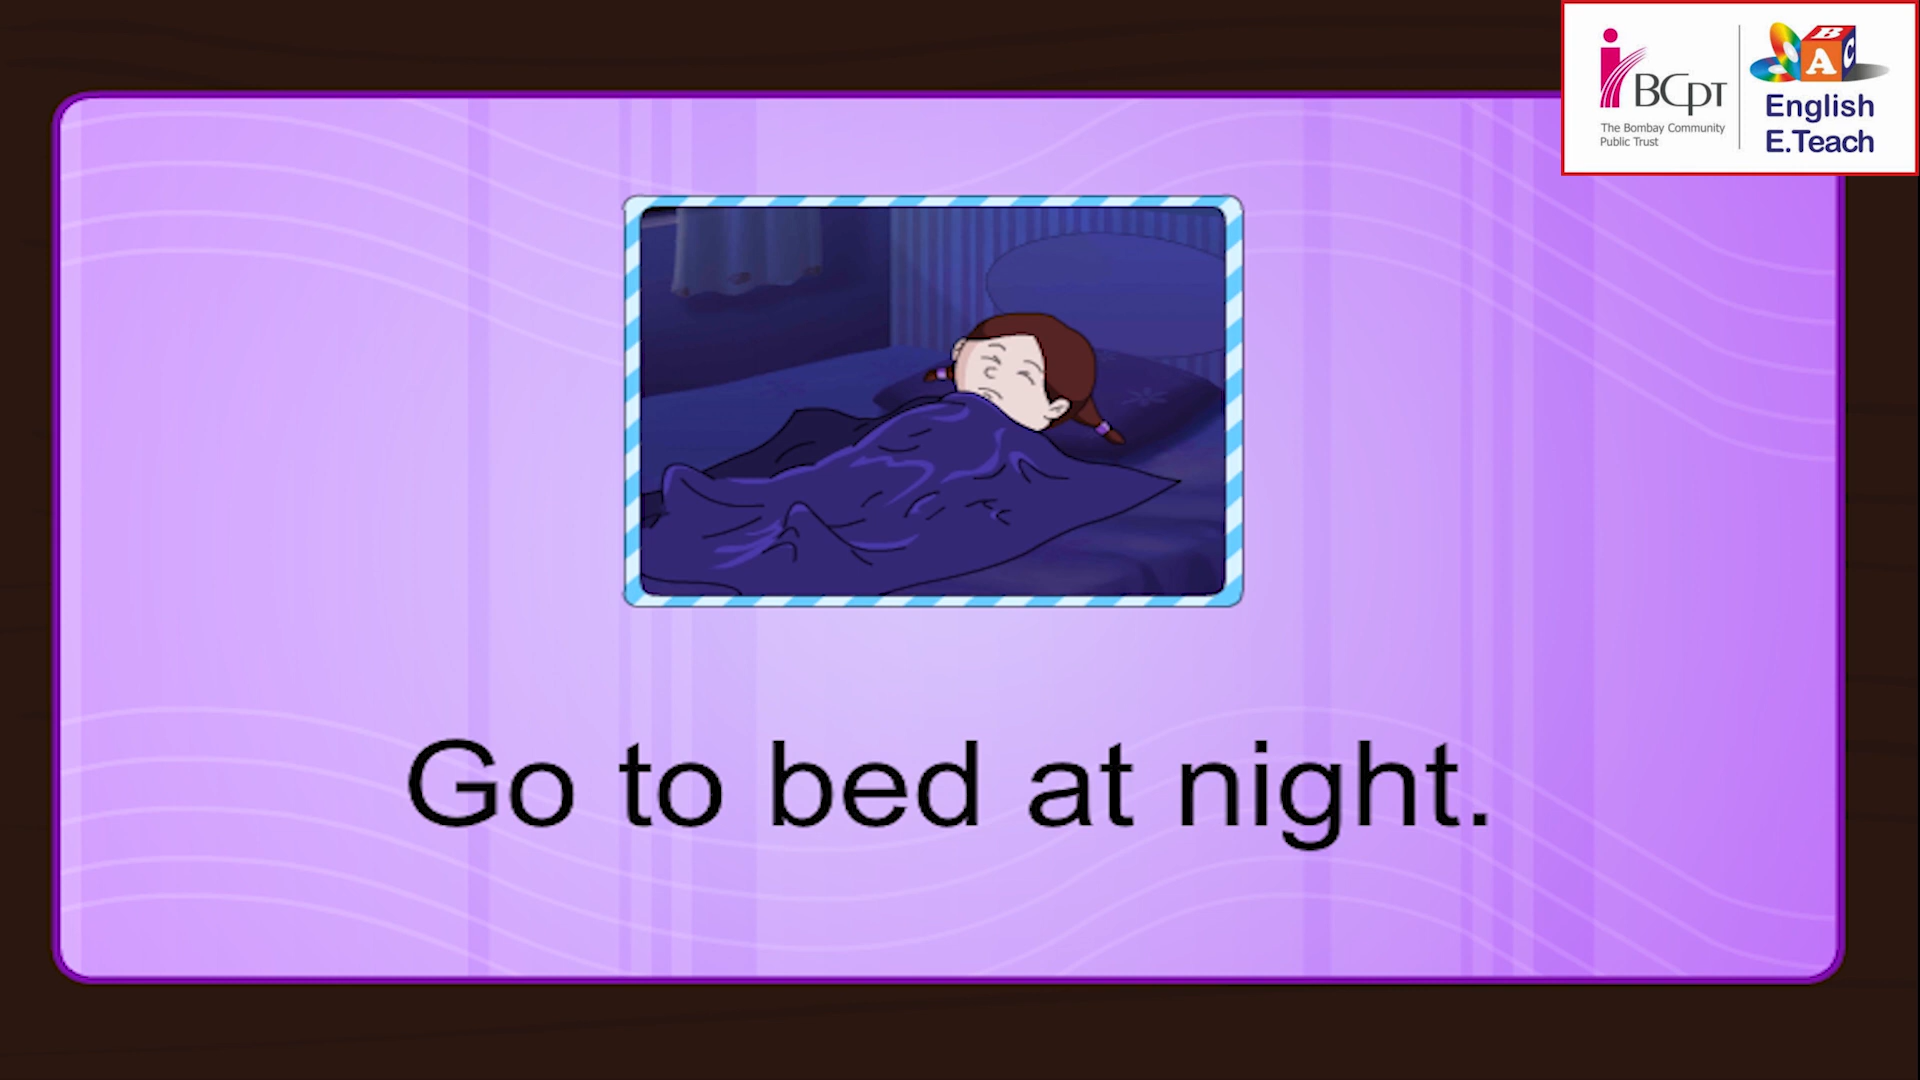 BCPT
The Bombay Community
Public Trust
B
A
C
English
E.Teach
Go to bed at night.